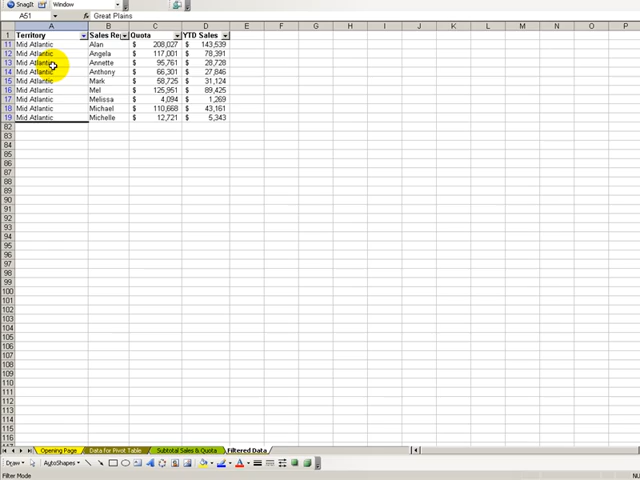 SnagIt Window
A51 fx Great Plains
A B C D E F G H I J K L M N O P
1 Territory Sales Re Quota YTD Sales
11 Mid Atlantic Alan $ 208,027 $ 143,539
12 Mid Atlantic Angela $ 117,001 $ 78,391
13 Mid Atlantic Annette $ 95,761 $ 28,728
14 Mid Atlantic Anthony $ 66,301 $ 27,846
15 Mid Atlantic Mark $ 58,725 $ 31,124
16 Mid Atlantic Mel $ 125,951 $ 89,425
17 Mid Atlantic Melissa $ 4,094 $ 1,269
18 Mid Atlantic Michael $ 110,668 $ 43,161
19 Mid Atlantic Michelle $ 12,721 $ 5,343
82
83
84
85
86
87
88
89
90
91
92
93
94
95
96
97
98
99
100
101
102
103
104
105
106
107
108
109
110
111
112
113
114
115
116
Opening Page Data for Pivot Table Subtotal Sales & Quota Filtered Data
Draw AutoShapes
Filter Mode NU